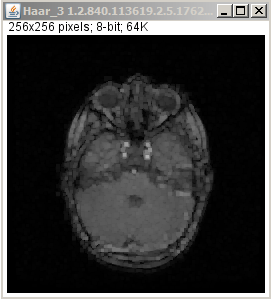 Haar_3 1.2.840.113619.2.5.1762...
256x256 pixels; 8-bit; 64K